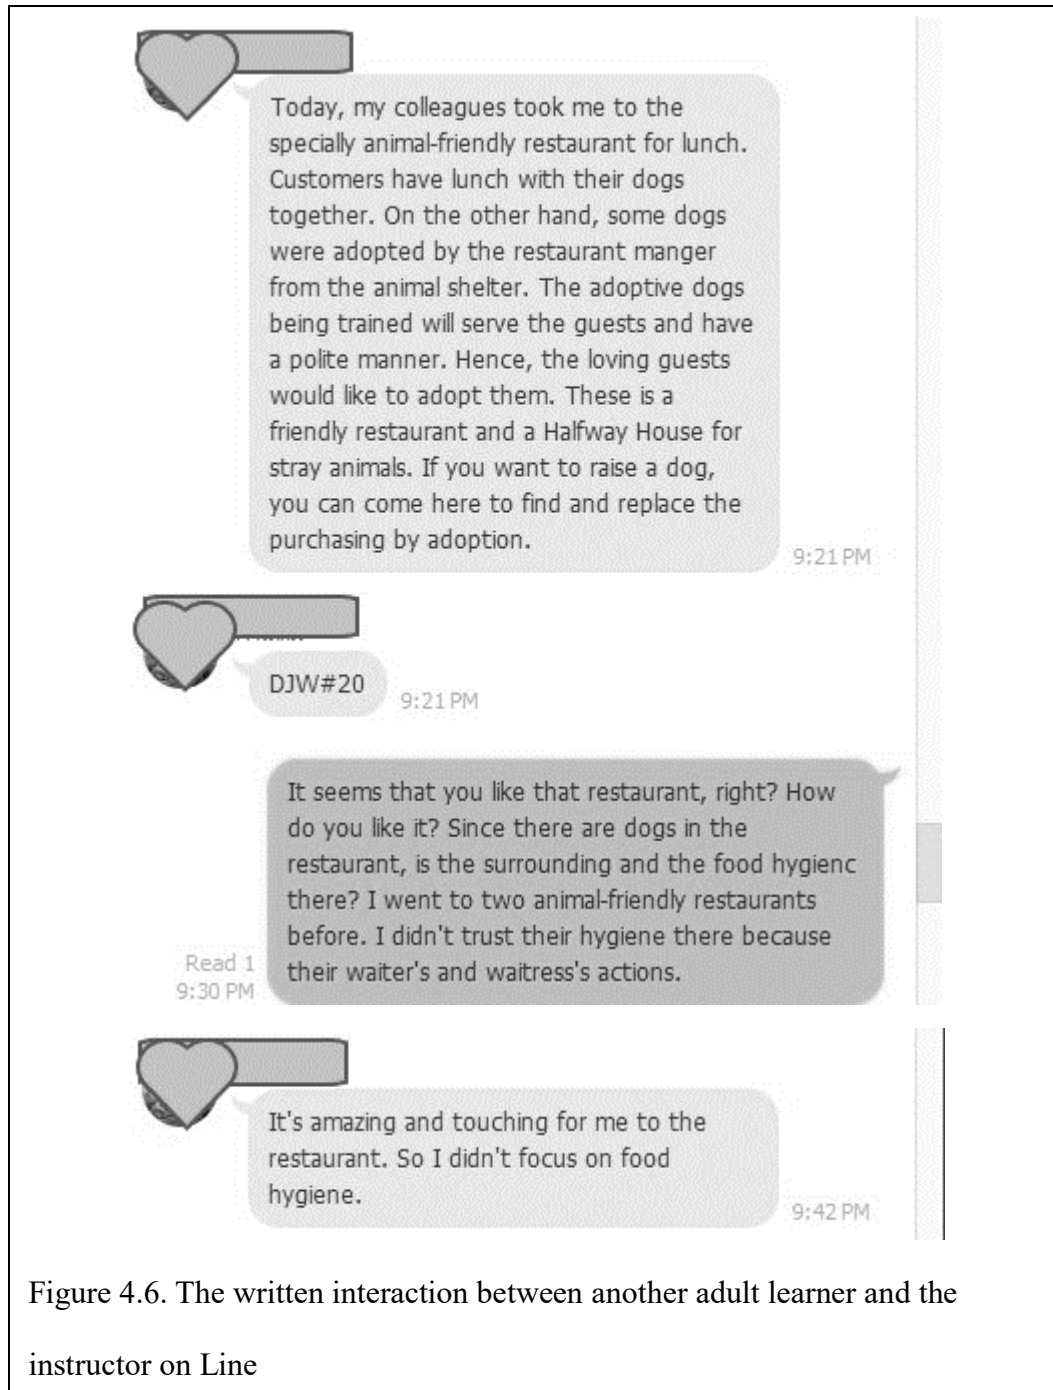 Today, my colleagues took me to the
specially animal-friendly restaurant for lunch.
Customers have lunch with their dogs
together. On the other hand, some dogs
were adopted by the restaurant manger
from the animal shelter. The adoptive dogs
being trained will serve the guests and have
a polite manner. Hence, the loving guests
would like to adopt them. These is a
friendly restaurant and a Halfway House for
stray animals. If you want to raise a dog,
you can come here to find and replace the
purchasing by adoption.
9:21 PM
DJW#20
9:21 PM
It seems that you like that restaurant, right? How
do you like it? Since there are dogs in the
restaurant, is the surrounding and the food hygienc
there? I went to two animal-friendly restaurants
before. I didn't trust their hygiene there because
their waiter's and waitress's actions.
Read 1
9:30 PM
It's amazing and touching for me to the
restaurant. So I didn't focus on food
hygiene.
9:42 PM
Figure 4.6. The written interaction between another adult learner and the
instructor on Line